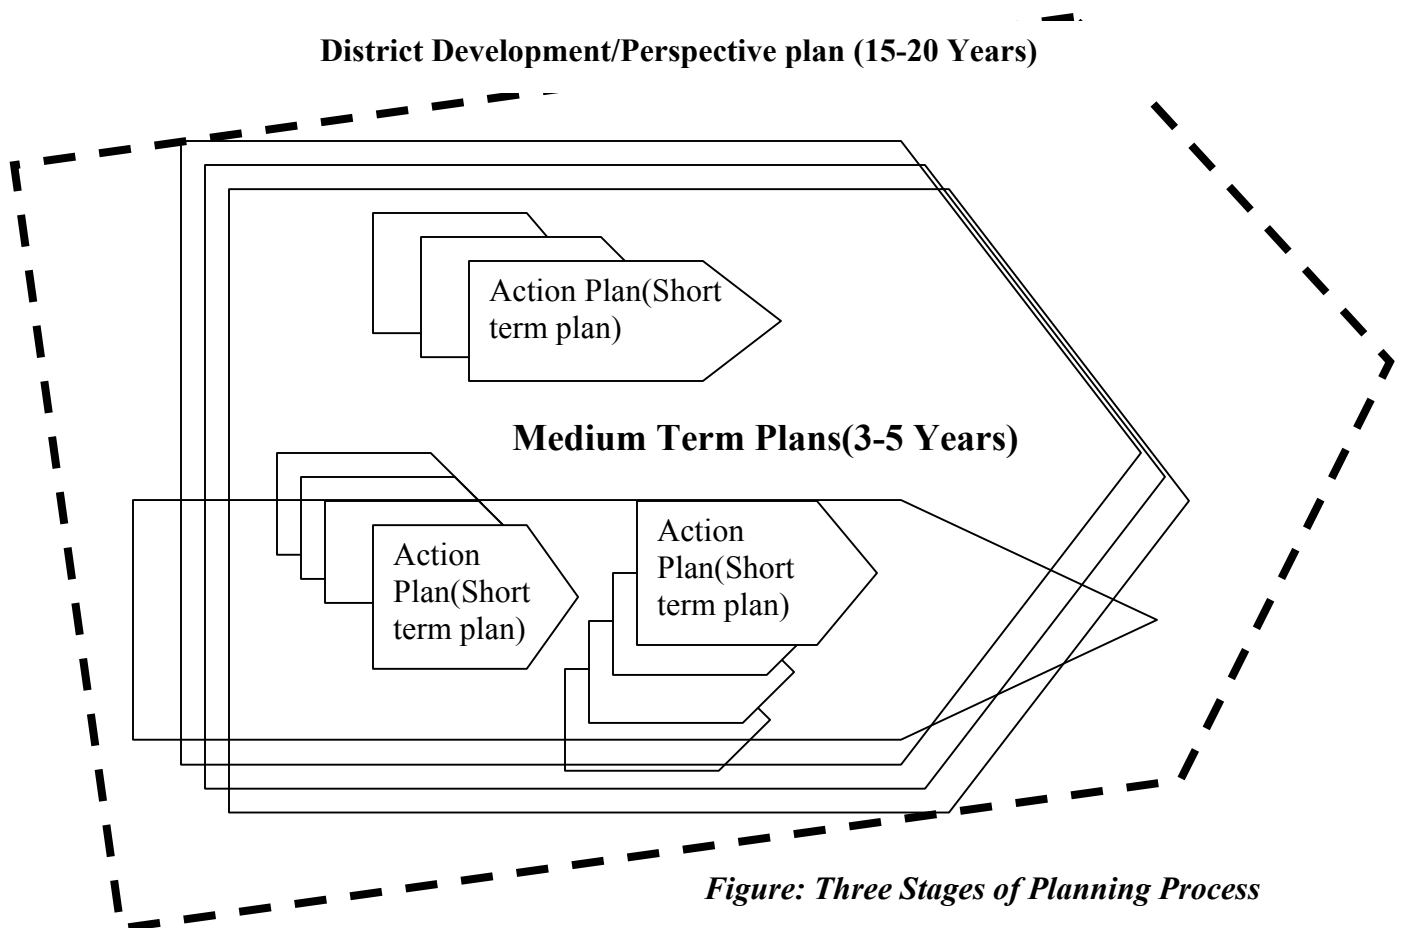 District Development/Perspective plan (15-20 Years)
Action Plan(Short
term plan)
Medium Term Plans(3-5 Years)
Action
Plan(Short
term plan)
Action
Plan(Short
term plan)
Figure: Three Stages of Planning Process